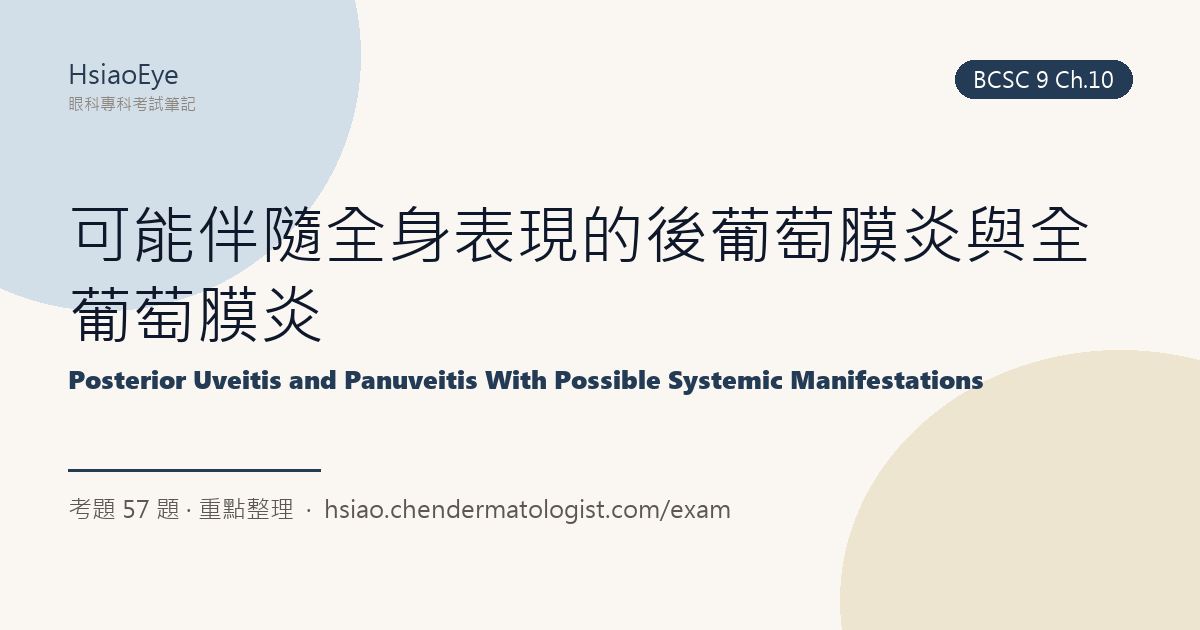 HsiaoEye
眼科專科考試筆記
BCSC 9 Ch.10
可能伴隨全身表現的後葡萄膜炎與全
葡萄膜炎
Posterior Uveitis and Panuveitis With Possible Systemic Manifestations
考題 57 題 · 重點整理 · hsiao.chendermatologist.com/exam